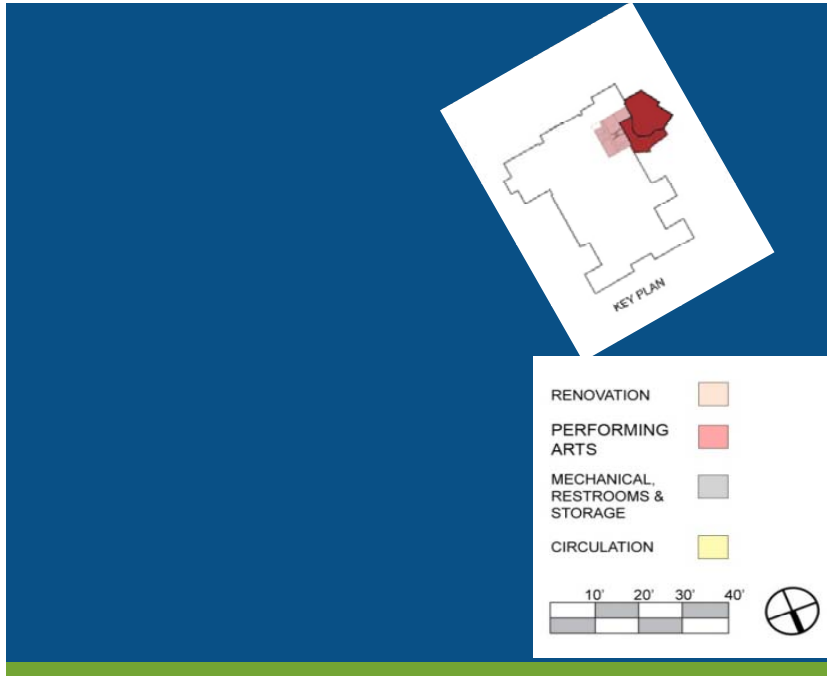 KEY PLAN
RENOVATION
PERFORMING
ARTS
MECHANICAL,
RESTROOMS &
STORAGE
CIRCULATION
10' 20' 30' 40'